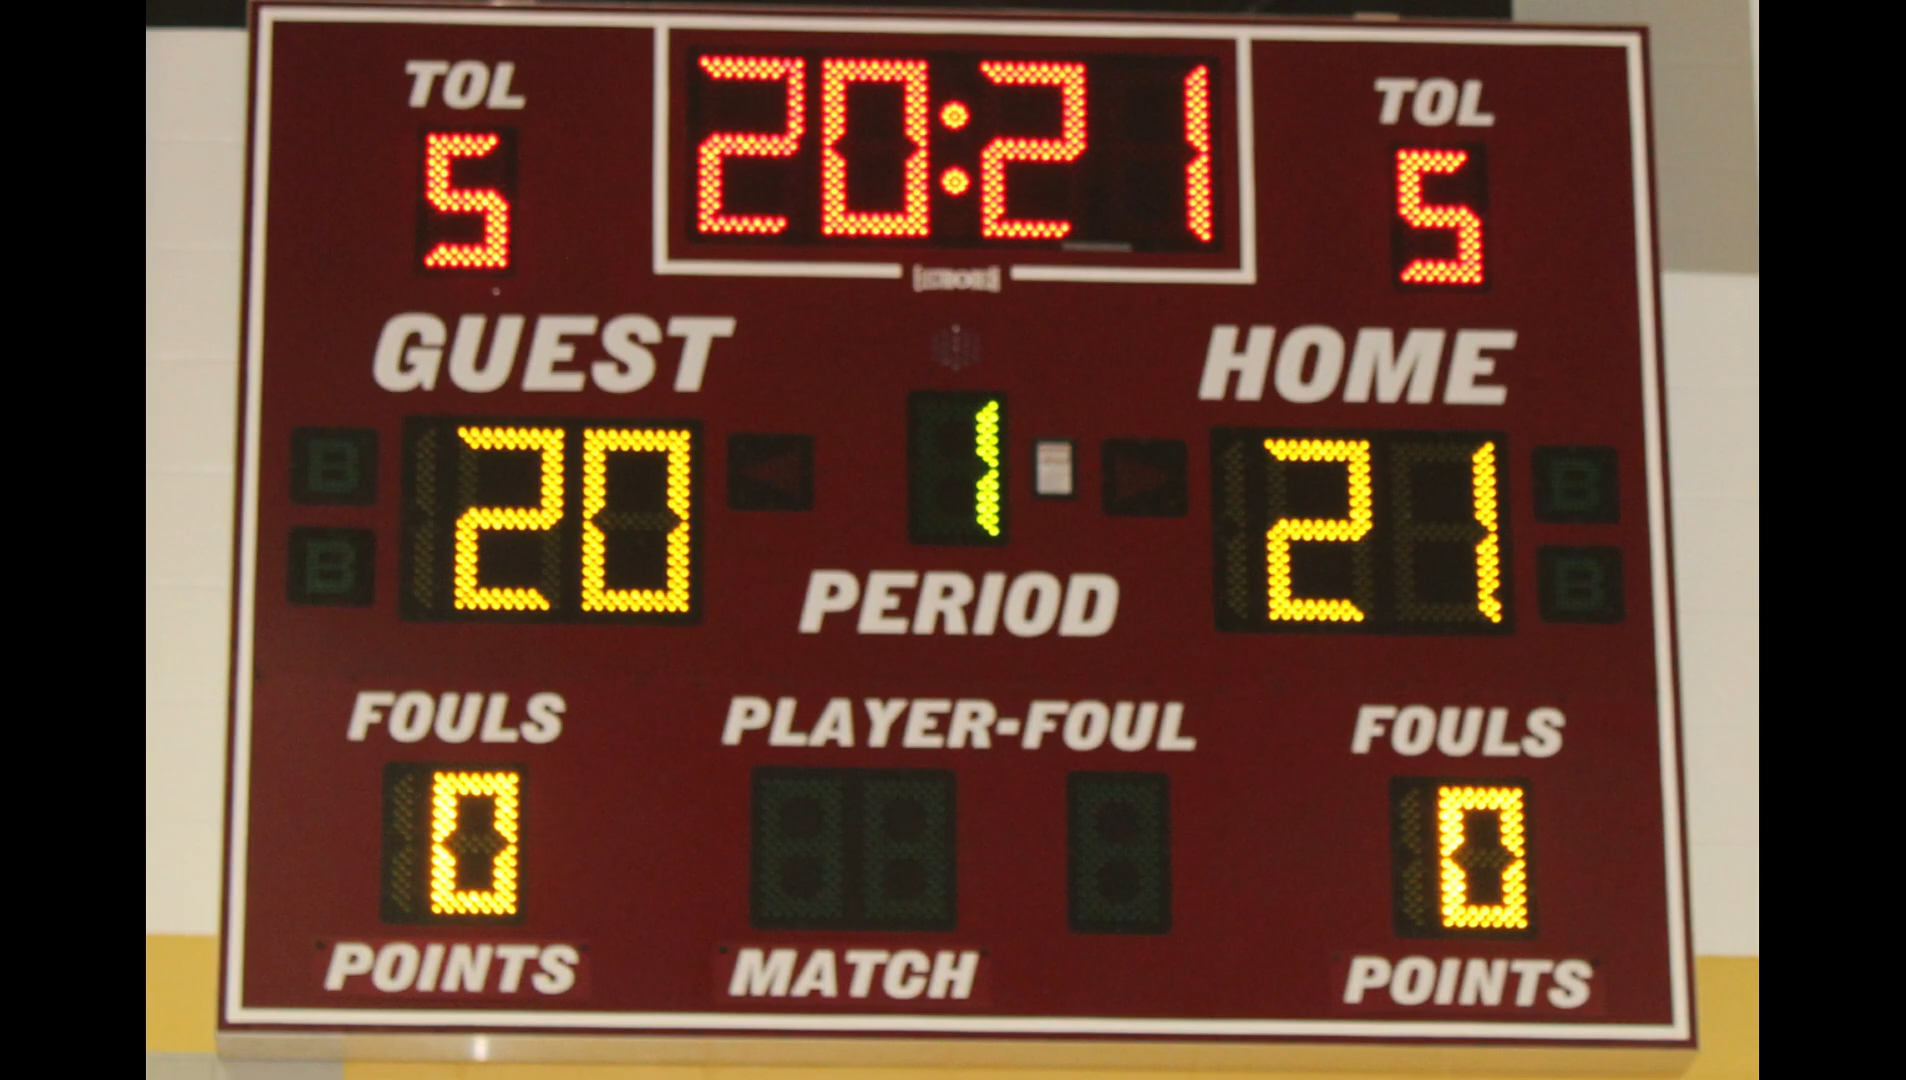 TOL 20:21 TOL
5 5
GUEST HOME
B 20 1 21 B
B B
PERIOD
FOULS PLAYER-FOUL FOULS
0 0
POINTS MATCH POINTS